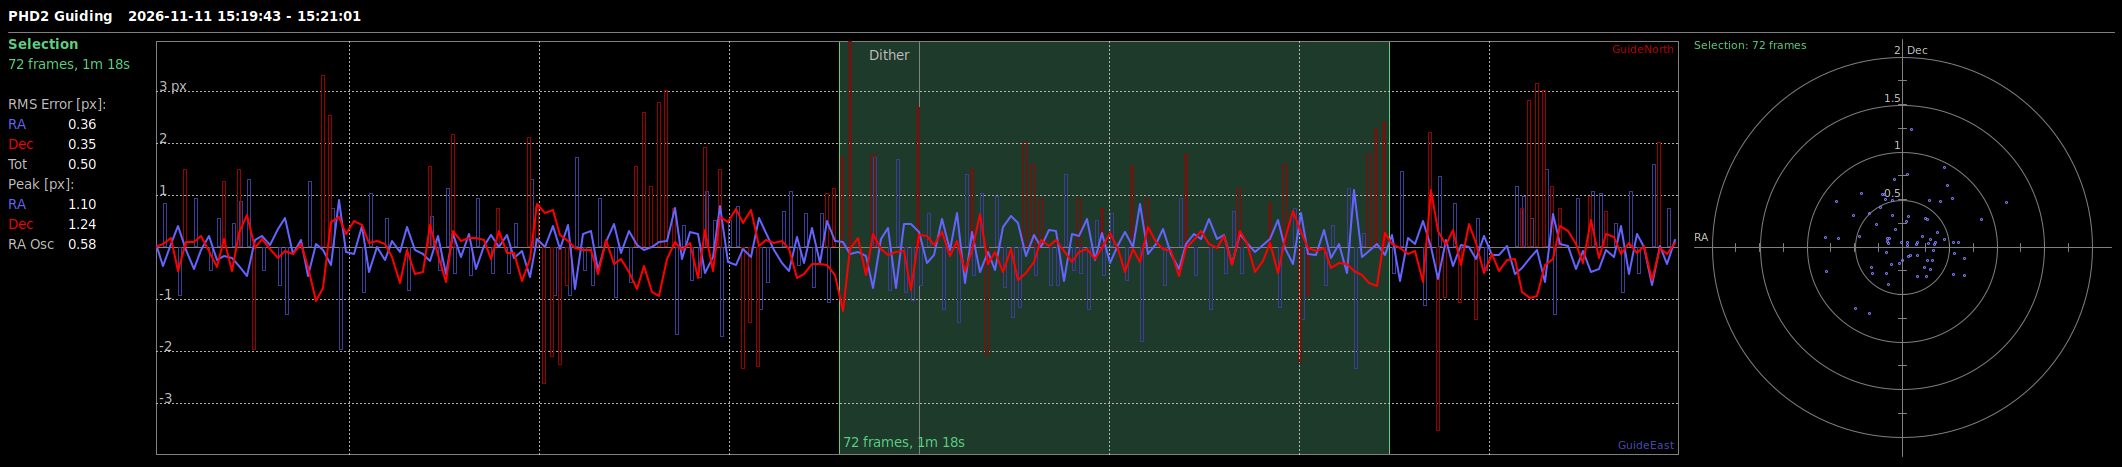 PHD2 Guiding 2026-11-11 15:19:43 - 15:21:01
Selection
72 frames, 1m 18s
RMS Error [px]:
RA 0.36
Dec 0.35
Tot 0.50
Peak [px]:
RA 1.10
Dec 1.24
RA Osc 0.58
Dither
GuideNorth
3 px
2
1
-1
-2
-3
72 frames, 1m 18s
GuideEast
Selection: 72 frames
2 Dec
1.5
1
0.5
RA